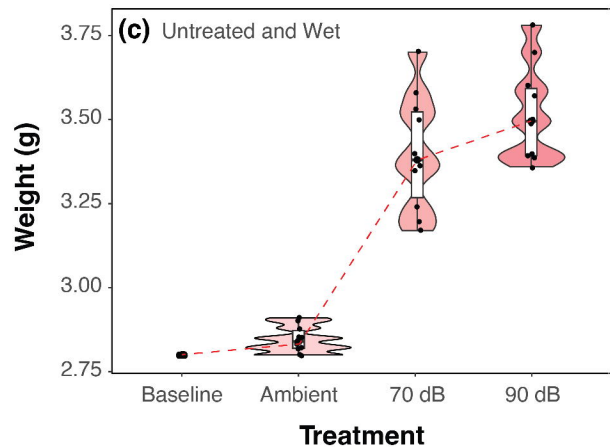 (c) Untreated and Wet
Weight (g)
3.75
3.50
3.25
3.00
2.75
Baseline Ambient 70 dB 90 dB
Treatment